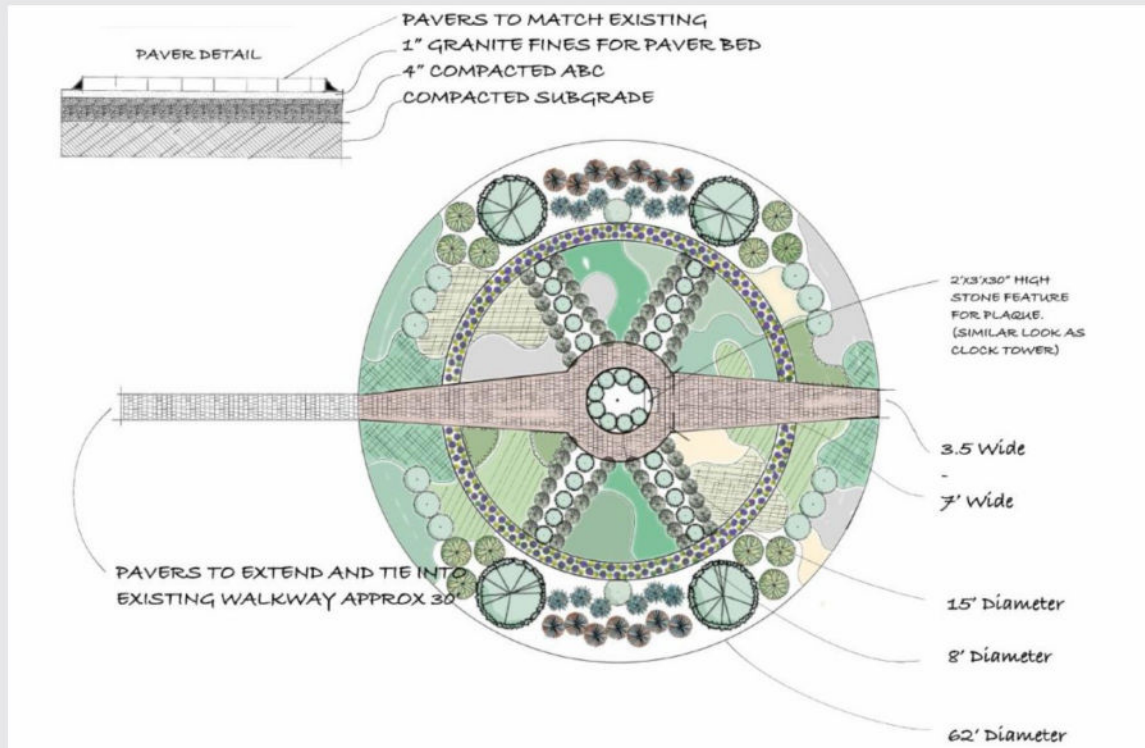 PAVERS TO MATCH EXISTING
PAVER DETAIL
1" GRANITE FINES FOR PAVER BED
4" COMPACTED ABC
COMPACTED SUBGRADE
2'X3'X30" HIGH
STONE FEATURE
FOR PLAQUE.
(SIMILAR LOOK AS
CLOCK TOWER)
3.5 Wide
-
7' Wide
PAVERS TO EXTEND AND TIE INTO
EXISTING WALKWAY APPROX 30'
15' Diameter
8' Diameter
62' Diameter